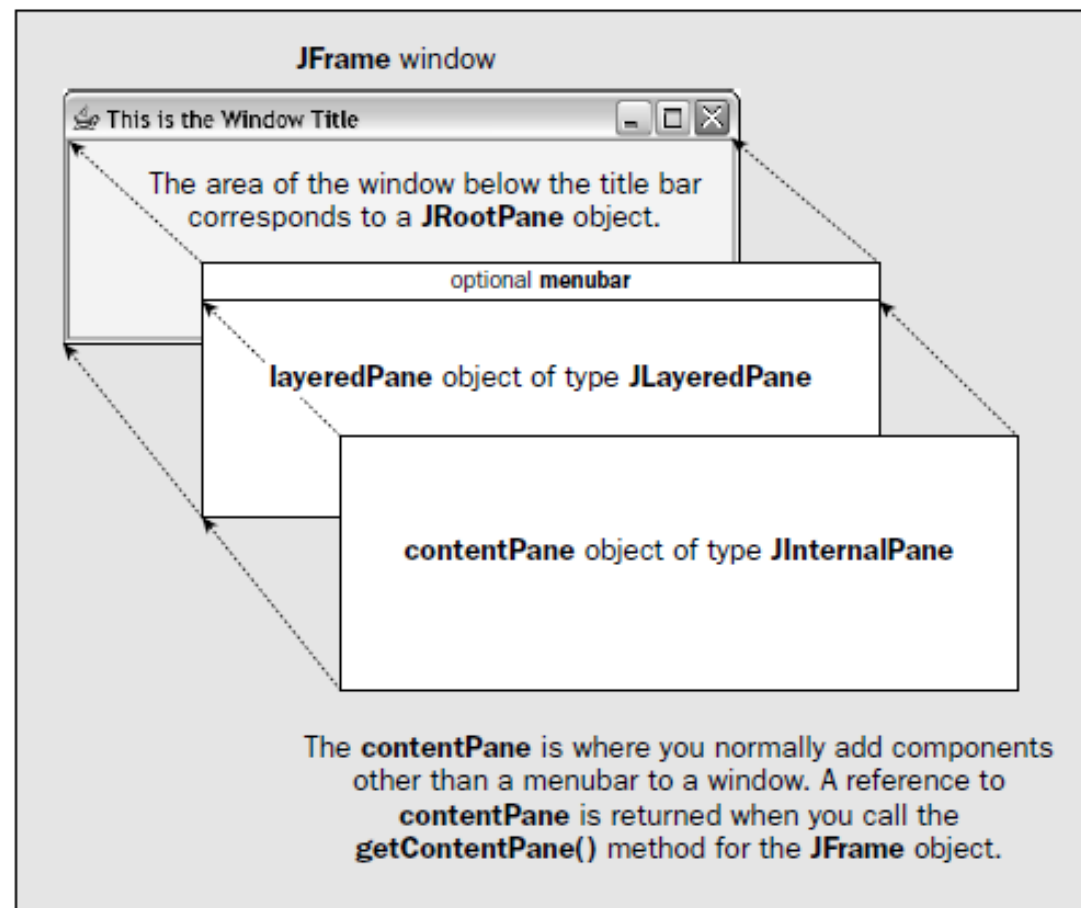 JFrame window
This is the Window Title
The area of the window below the title bar
corresponds to a JRootPane object.
optional menubar
layeredPane object of type JLayeredPane
contentPane object of type JInternalPane
The contentPane is where you normally add components
other than a menubar to a window. A reference to
contentPane is returned when you call the
getContentPane() method for the JFrame object.